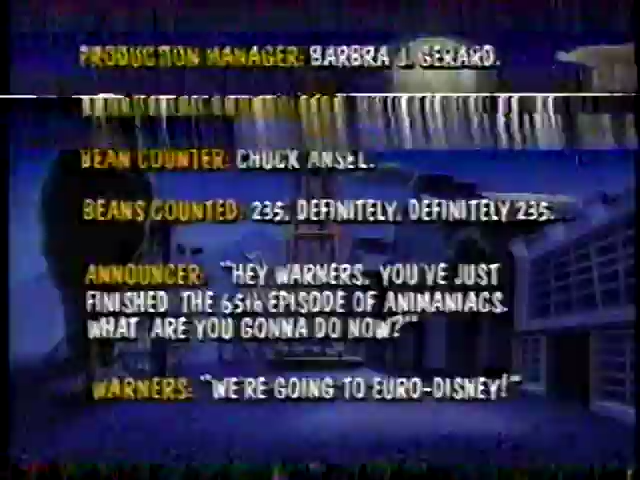 PRODUCTION MANAGER: BARBRA J. GERARD.
BEAN COUNTER: CHUCK ANSEL.
BEANS COUNTED: 235. DEFINITELY. DEFINITELY 235.
ANNOUNCER: "HEY WARNERS. YOU'VE JUST
FINISHED THE 65th EPISODE OF ANIMANIACS.
WHAT ARE YOU GONNA DO NOW?"
WARNERS: "WE'RE GOING TO EURO-DISNEY!"